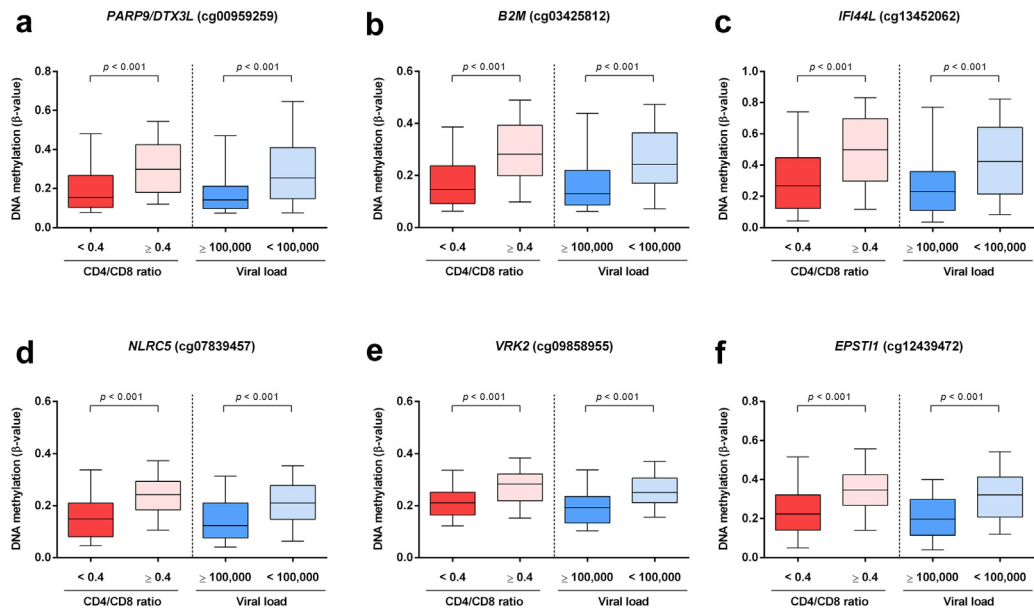 a
PARP9/DTX3L (cg00959259)
DNA methylation (β-value)
0.8
0.6
0.4
0.2
0.0
p < 0.001
p < 0.001
< 0.4
≥ 0.4
≥ 100,000
< 100,000
CD4/CD8 ratio
Viral load
b
B2M (cg03425812)
DNA methylation (β-value)
0.6
0.4
0.2
0.0
p < 0.001
p < 0.001
< 0.4
≥ 0.4
≥ 100,000
< 100,000
CD4/CD8 ratio
Viral load
c
IFI44L (cg13452062)
DNA methylation (β-value)
1.0
0.8
0.6
0.4
0.2
0.0
p < 0.001
p < 0.001
< 0.4
≥ 0.4
≥ 100,000
< 100,000
CD4/CD8 ratio
Viral load
d
NLRC5 (cg07839457)
DNA methylation (β-value)
0.6
0.4
0.2
0.0
p < 0.001
p < 0.001
< 0.4
≥ 0.4
≥ 100,000
< 100,000
CD4/CD8 ratio
Viral load
e
VRK2 (cg09858955)
DNA methylation (β-value)
0.6
0.4
0.2
0.0
p < 0.001
p < 0.001
< 0.4
≥ 0.4
≥ 100,000
< 100,000
CD4/CD8 ratio
Viral load
f
EPSTI1 (cg12439472)
DNA methylation (β-value)
0.8
0.6
0.4
0.2
0.0
p < 0.001
p < 0.001
< 0.4
≥ 0.4
≥ 100,000
< 100,000
CD4/CD8 ratio
Viral load